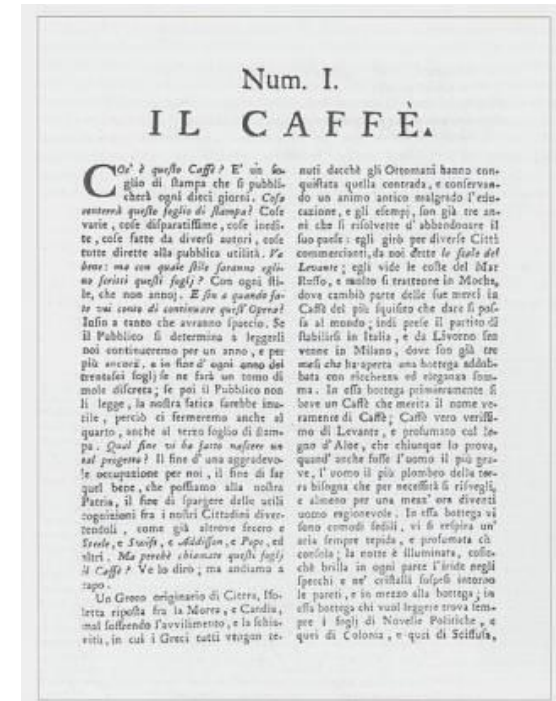 Num. I.
IL CAFFÈ.
COs' è questo Caffè? E' un fo-
glio di stampa che si pubbli-
cherà ogni dieci giorni. Cosa
conterrà questo foglio di stampa? Cose
varie, cose disparatissime, cose inedi-
te, cose fatte da diversi autori, cose
tutte dirette alla pubblica utilità. Va
bene: ma con quale stile saranno egli-
no scritti questi foglj? Con ogni sti-
le, che non annoj. E sin a quando fa-
te voi conto di continuare quest' Opera?
Insin a tanto che avranno spaccio. Se
il Pubblico si determina a leggerli
noi continueremo per un anno, e per
più ancora, e in fine d' ogni anno dei
trentasei foglj se ne farà un tomo di
mole discreta; se poi il Pubblico non
li legge, la nostra fatica sarebbe inu-
tile, perciò ci fermeremo anche al
quarto, anche al terzo foglio di stam-
pa. Qual fine vi ha fatto nascere un
tal progetto? Il fine d' una aggradevo-
le occupazione per noi, il fine di far
quel bene, che possiamo alla nostra
Patria, il fine di spargere delle utili
cognizioni fra i nostri Cittadini diver-
tendoli, come già altrove fecero e
Steele, e Swift, e Addisson, e Pope, ed
altri. Ma perchè chiamate questi foglj
il Caffè? Ve lo dirò; ma andiamo a
capo.
Un Greco originario di Citera, Iso-
letta riposta fra la Morea, e Candia,
mal soffrendo l'avvilimento, e la schia-
vitù, in cui i Greci tutti vengon te-
nuti dacchè gli Ottomani hanno con-
quistata quella contrada, e conservan-
do un animo antico malgrado l'edu-
cazione, e gli esempj, son già tre an-
ni che si risolvette d' abbandonare il
suo paese: egli girò per diverse Città
commercianti, da noi dette le scale del
Levante; egli vide le coste del Mar
Rosso, e molto si trattenne in Mocha,
dove cambiò parte delle sue merci in
Caffè del più squisito che dare si pos-
sa al mondo; indi prese il partito di
stabilirsi in Italia, e da Livorno sen
venne in Milano, dove son già tre
mesi che ha aperta una bottega addob-
bata con ricchezza ed eleganza som-
ma. In essa bottega primieramente si
beve un Caffè che merita il nome ve-
ramente di Caffè; Caffè vero verissi-
mo di Levante, e profumato col le-
gno d'Aloe, che chiunque lo prova,
quand' anche fosse l'uomo il più gra-
ve, l' uomo il più plombeo della ter-
ra bisogna che per necessità si risvegli,
e almeno per una mezz' ora diventi
uomo ragionevole. In essa bottega vi
sono comodi sedili, vi si respira un'
aria sempre tepida, e profumata che
consola; la notte è illuminata, cosic-
chè brilla in ogni parte l'iride negli
specchj e ne' cristalli sospesi intorno
le pareti, e in mezzo alla bottega; in
essa bottega chi vuol leggere trova sem-
pre i foglj di Novelle Politiche, e
quei di Colonia, e quei di Sciaffusa,